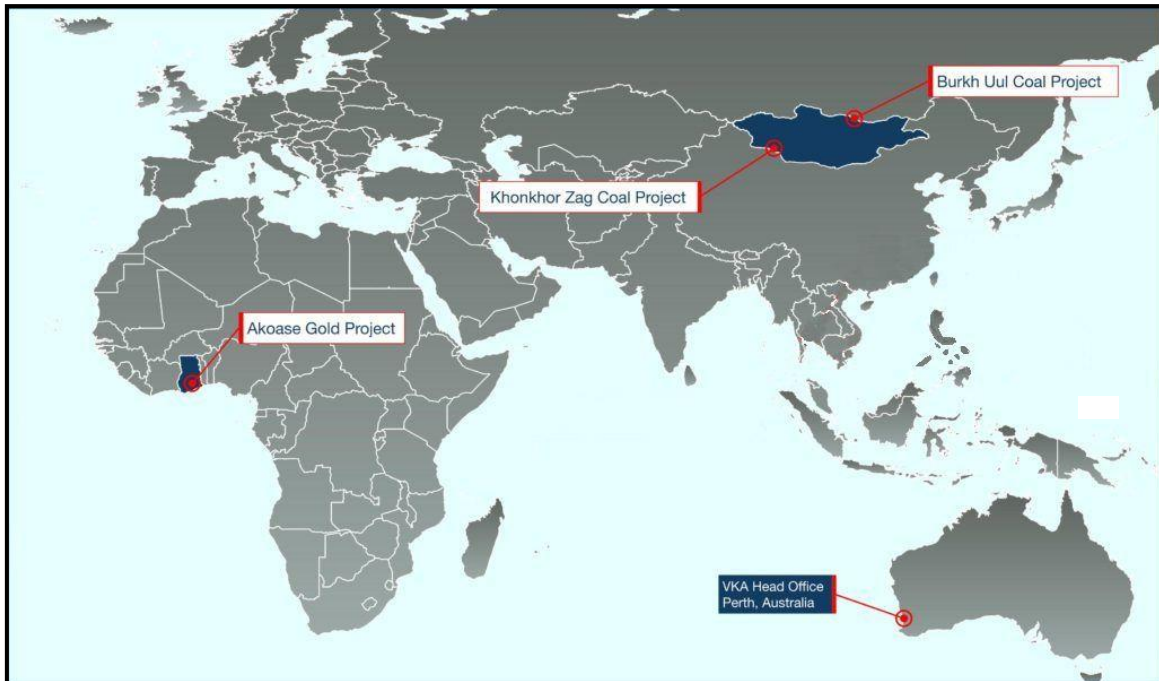 Burkh Uul Coal Project
Khonkhor Zag Coal Project
Akoase Gold Project
VKA Head Office
Perth, Australia